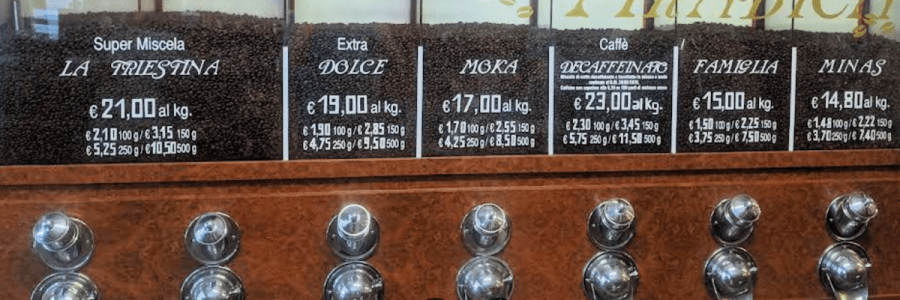 ARABICA
Super Miscela
LA TRIESTINA
€ 21,00 al kg.
€ 2,10 100 g / € 3,15 150 g
€ 5,25 250 g / € 10,50 500 g
Extra
DOLCE
€ 19,00 al kg.
€ 1,90 100 g / € 2,85 150 g
€ 4,75 250 g / € 9,50 500 g
MOKA
€ 17,00 al kg.
€ 1,70 100 g / € 2,55 150 g
€ 4,25 250 g / € 8,50 500 g
Caffè
DECAFFEINATO
€ 23,00 al kg.
€ 2,30 100 g / € 3,45 150 g
€ 5,75 250 g / € 11,50 500 g
FAMIGLIA
€ 15,00 al kg.
€ 1,50 100 g / € 2,25 150 g
€ 3,75 250 g / € 7,50 500 g
MINAS
€ 14,80 al kg.
€ 1,48 100 g / € 2,22 150 g
€ 3,70 250 g / € 7,40 500 g